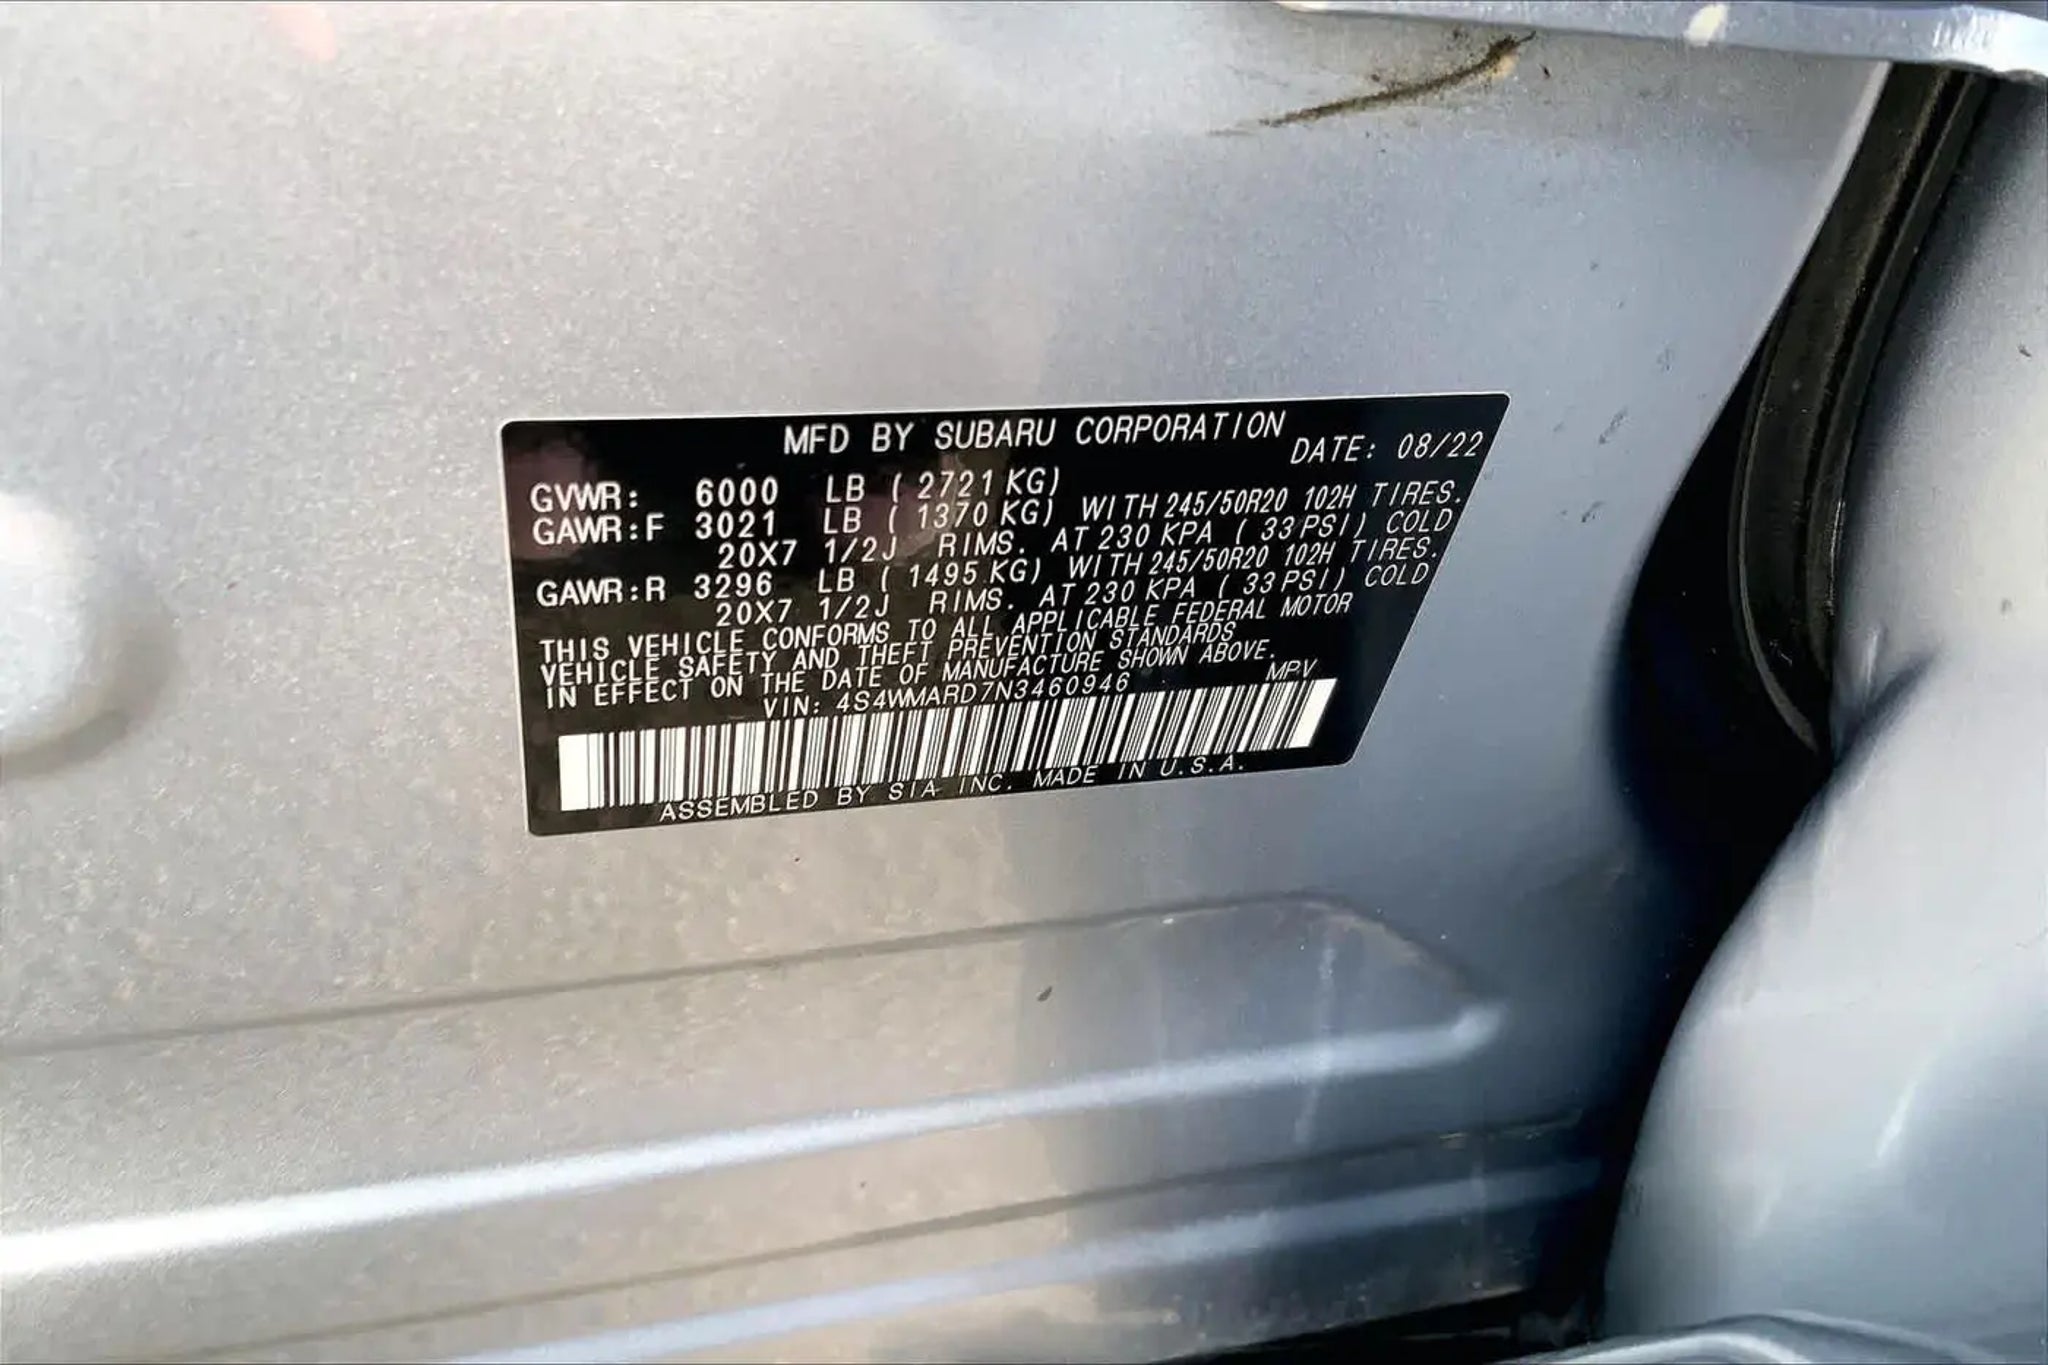 MFD BY SUBARU CORPORATION
DATE: 08/22
GVWR: 6000 LB ( 2721 KG)
GAWR:F 3021 LB ( 1370 KG) WITH 245/50R20 102H TIRES.
20X7 1/2J RIMS. AT 230 KPA ( 33 PSI) COLD
GAWR:R 3296 LB ( 1495 KG) WITH 245/50R20 102H TIRES.
20X7 1/2J RIMS. AT 230 KPA ( 33 PSI) COLD
THIS VEHICLE CONFORMS TO ALL APPLICABLE FEDERAL MOTOR
VEHICLE SAFETY AND THEFT PREVENTION STANDARDS
IN EFFECT ON THE DATE OF MANUFACTURE SHOWN ABOVE.
VIN: 4S4WMARD7N3460946 MPV
ASSEMBLED BY SIA INC. MADE IN U.S.A.